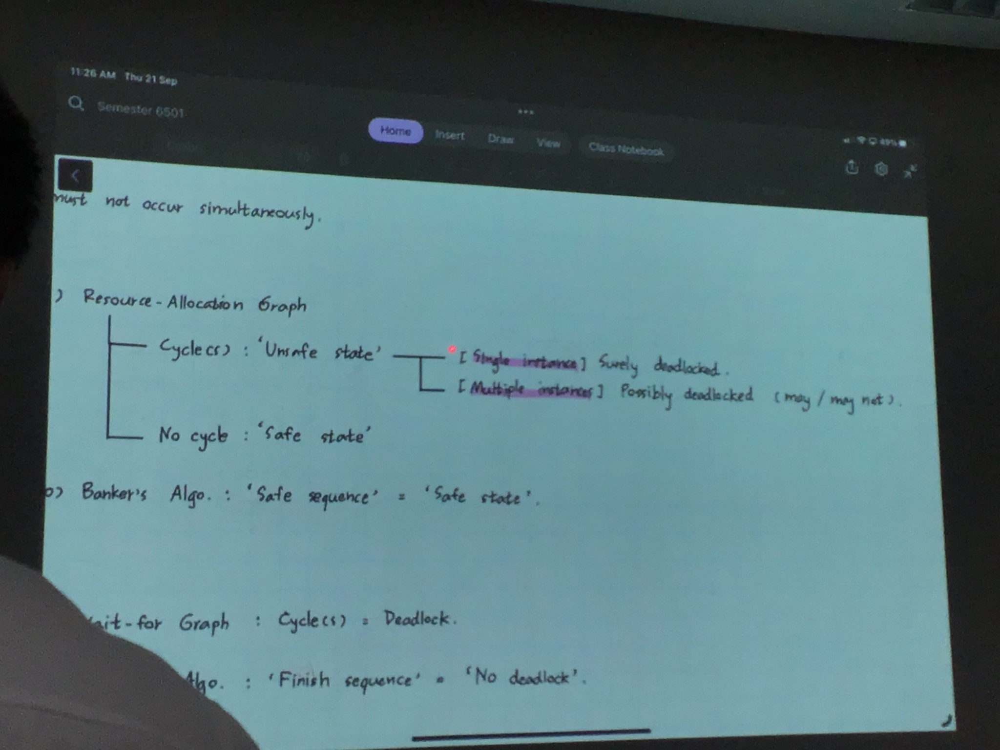 11:26 AM Thu 21 Sep
49%
Semester 6501
Home Insert Draw View Class Notebook
must not occur simultaneously.
) Resource-Allocation Graph
Cycle(s) : 'Unsafe state'
[Single instance] Surely deadlocked.
[Multiple instances] Possibly deadlocked (may / may not).
No cycle : 'Safe state'
b) Banker's Algo. : 'Safe sequence' = 'Safe state'.
ait-for Graph : Cycle(s) = Deadlock.
Algo. : 'Finish sequence' = 'No deadlock'.